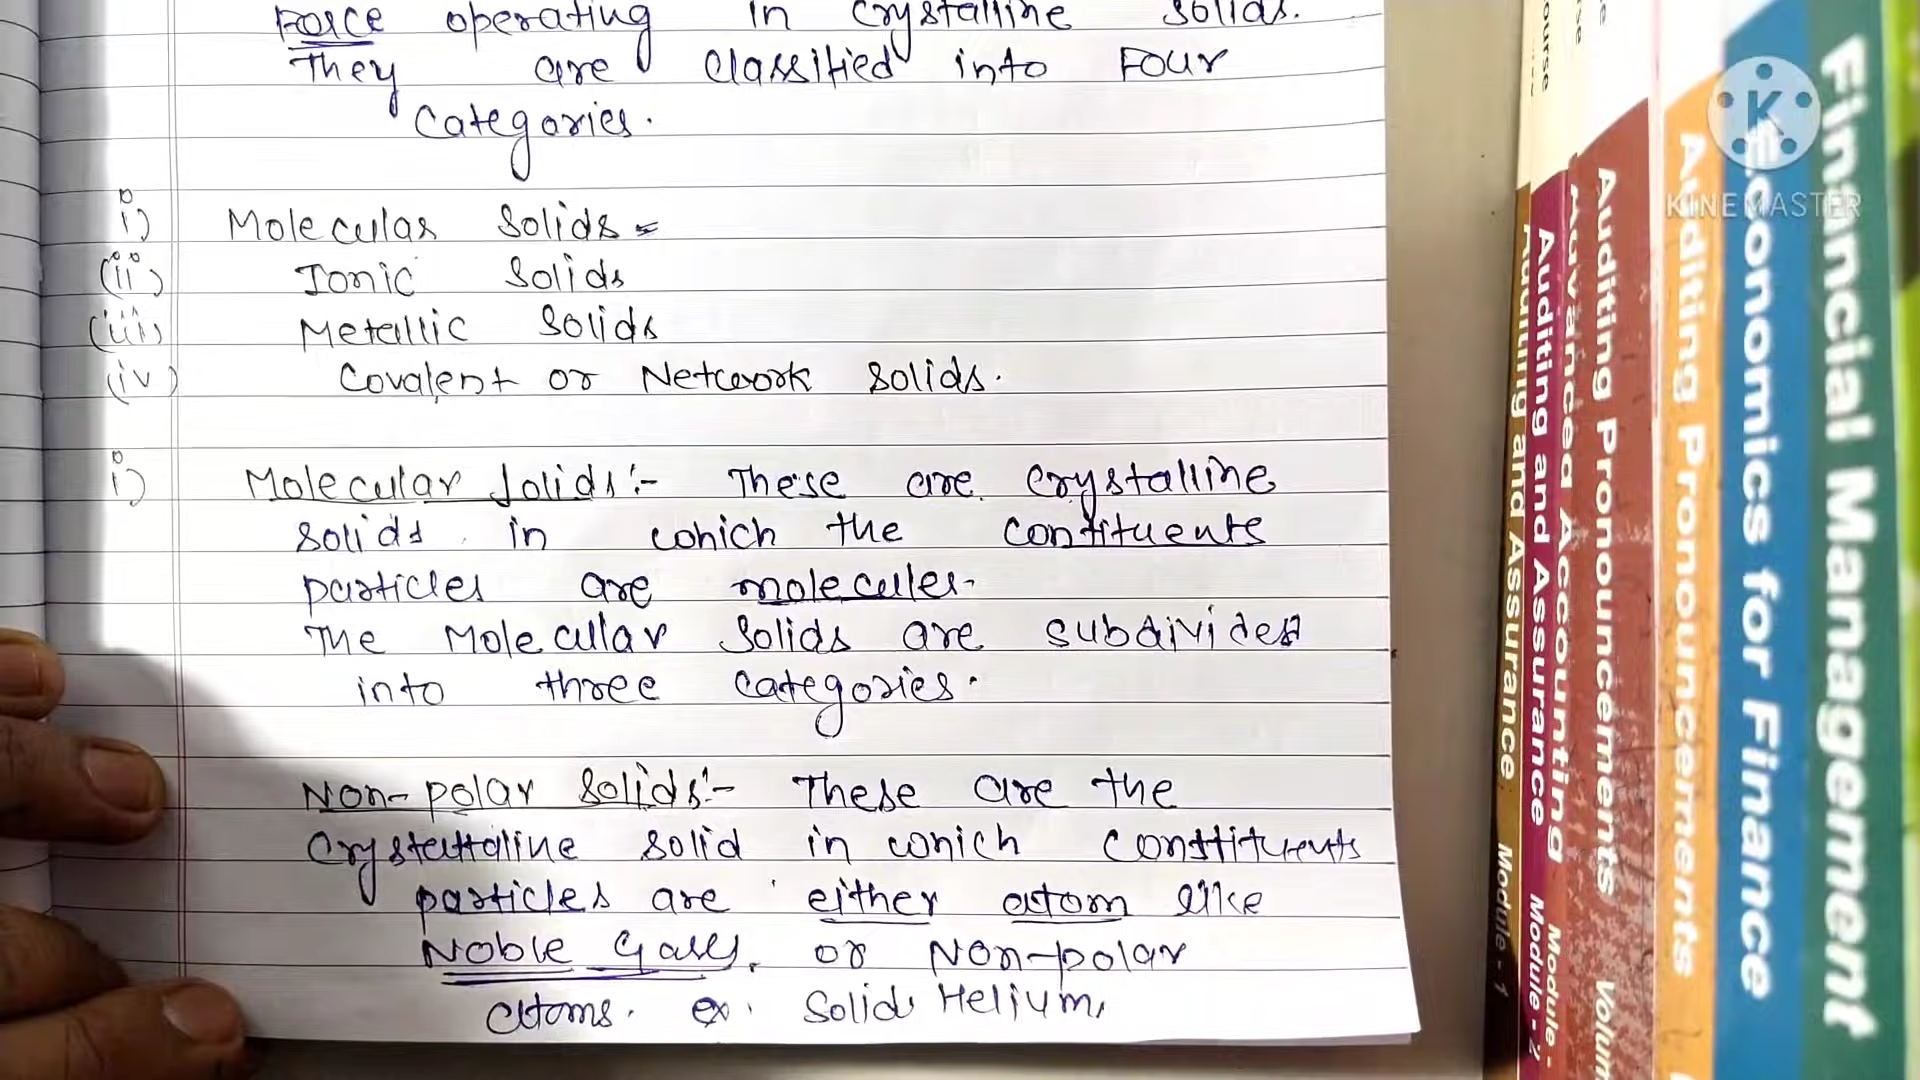 Force operating in crystalline solids.
They are classified into Four
Categories.
i) Molecular Solids
(ii) Ionic Solids
(iii) Metallic Solids
(iv) Covalent or Network solids.
i) Molecular solids:- These are crystalline
solids in which the constituents
particles are molecules.
The Molecular Solids are subdivided
into three categories.
Non-polar Solids:- These are the
solid in which constituents
particles are either atom like
Noble Gases. or Non-polar
atoms. ex. Solid Helium,
KINEMASTER
Auditing and Assurance Module - 1
Auditing and Assurance Module - 2
Advanced Accounting Module -
Auditing Pronouncements Volum
Auditing Pronouncements
Economics for Finance
Financial Management
ourse